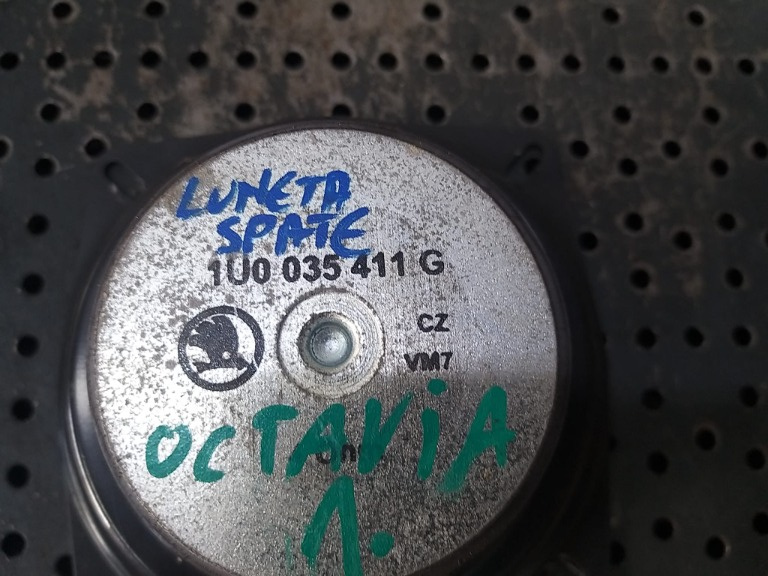 LUNETA
SPATE
1U0 035 411 G
CZ
VM7
OCTAViA
1.